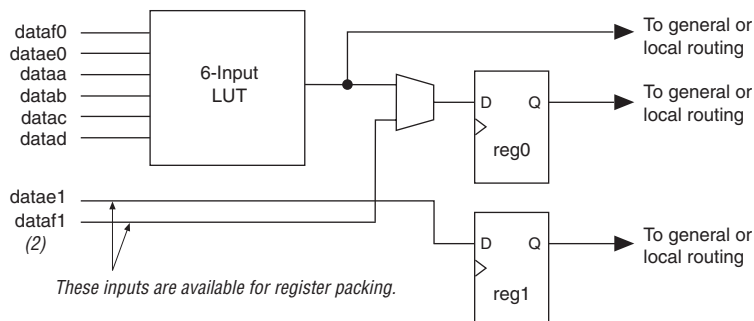 dataf0
datae0
dataa
datab
datac
datad
6-Input
LUT
To general or
local routing
D Q
reg0
To general or
local routing
datae1
dataf1
(2)
These inputs are available for register packing.
D Q
reg1
To general or
local routing